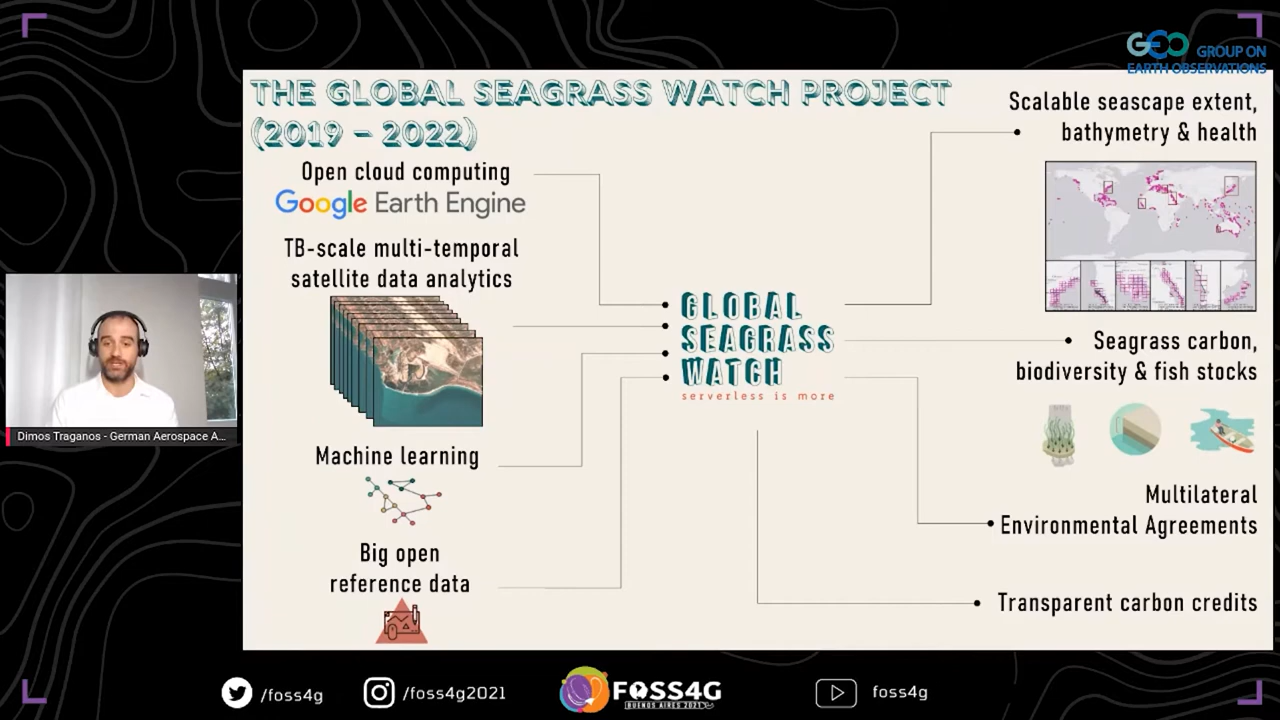 GEO GROUP ON
EARTH OBSERVATIONS
THE GLOBAL SEAGRASS WATCH PROJECT
(2019 – 2022)
Open cloud computing
Google Earth Engine
TB-scale multi-temporal
satellite data analytics
Machine learning
Big open
reference data
GLOBAL
SEAGRASS
WATCH
serverless is more
Scalable seascape extent,
bathymetry & health
Seagrass carbon,
biodiversity & fish stocks
Multilateral
Environmental Agreements
Transparent carbon credits
Dimos Traganos - German Aerospace A...
/foss4g
/foss4g2021
FOSS4G
BUENOS AIRES 2021
foss4g